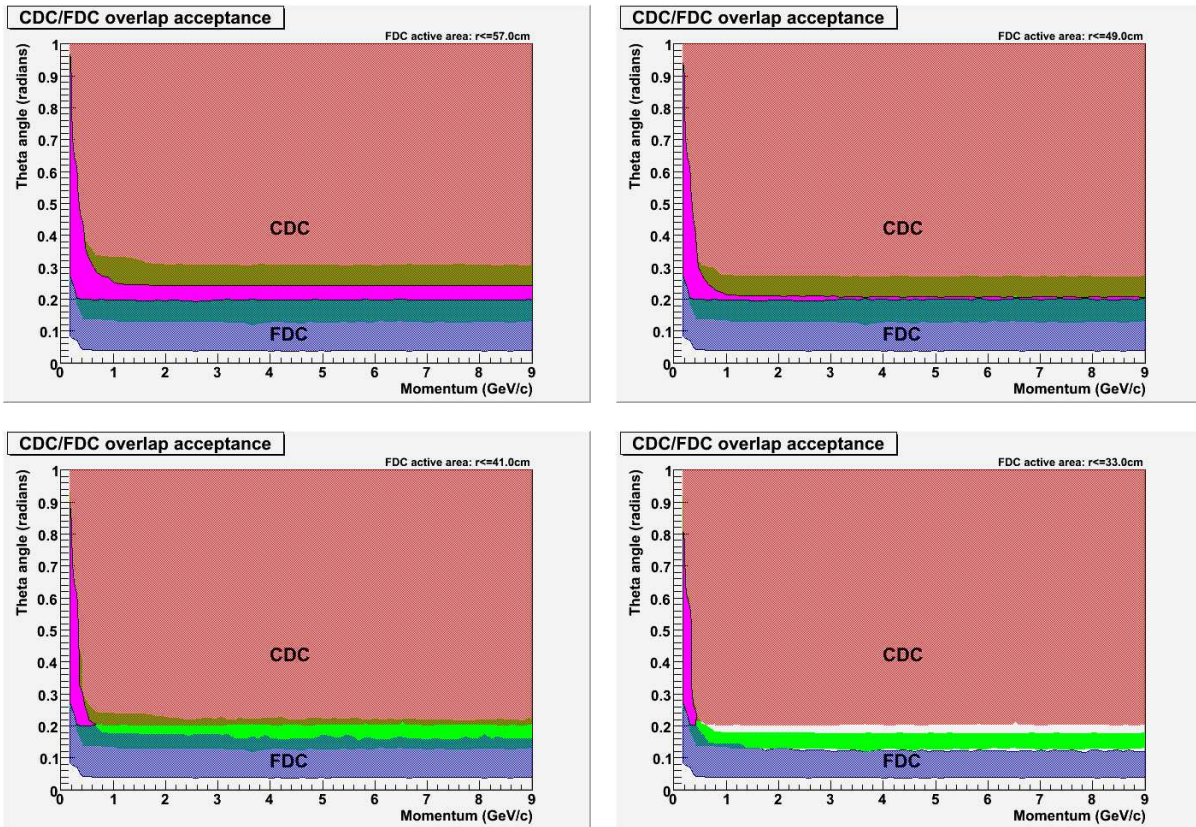 CDC/FDC overlap acceptance
FDC active area: r<=57.0cm
Theta angle (radians)
1
0.9
0.8
0.7
0.6
0.5
0.4
0.3
0.2
0.1
0
CDC
FDC
0 1 2 3 4 5 6 7 8 9
Momentum (GeV/c)
CDC/FDC overlap acceptance
FDC active area: r<=49.0cm
Theta angle (radians)
1
0.9
0.8
0.7
0.6
0.5
0.4
0.3
0.2
0.1
0
CDC
FDC
0 1 2 3 4 5 6 7 8 9
Momentum (GeV/c)
CDC/FDC overlap acceptance
FDC active area: r<=41.0cm
Theta angle (radians)
1
0.9
0.8
0.7
0.6
0.5
0.4
0.3
0.2
0.1
0
CDC
FDC
0 1 2 3 4 5 6 7 8 9
Momentum (GeV/c)
CDC/FDC overlap acceptance
FDC active area: r<=33.0cm
Theta angle (radians)
1
0.9
0.8
0.7
0.6
0.5
0.4
0.3
0.2
0.1
0
CDC
FDC
0 1 2 3 4 5 6 7 8 9
Momentum (GeV/c)